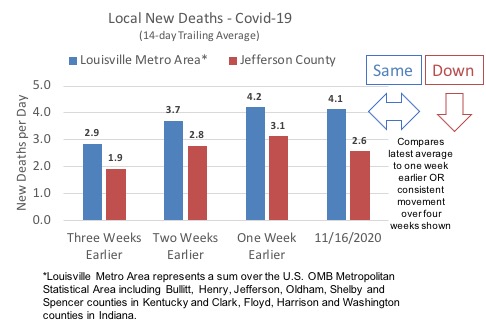 Local New Deaths - Covid-19
(14-day Trailing Average)
Louisville Metro Area* Jefferson County
Same Down
New Deaths per Day
5.0
4.0
3.0
2.0
1.0
0.0
2.9 1.9 3.7 2.8 4.2 3.1 4.1 2.6
Three Weeks Two Weeks One Week 11/16/2020
Earlier Earlier Earlier
Compares
latest average
to one week
earlier OR
consistent
movement
over four
weeks shown
*Louisville Metro Area represents a sum over the U.S. OMB Metropolitan
Statistical Area including Bullitt, Henry, Jefferson, Oldham, Shelby and
Spencer counties in Kentucky and Clark, Floyd, Harrison and Washington
counties in Indiana.